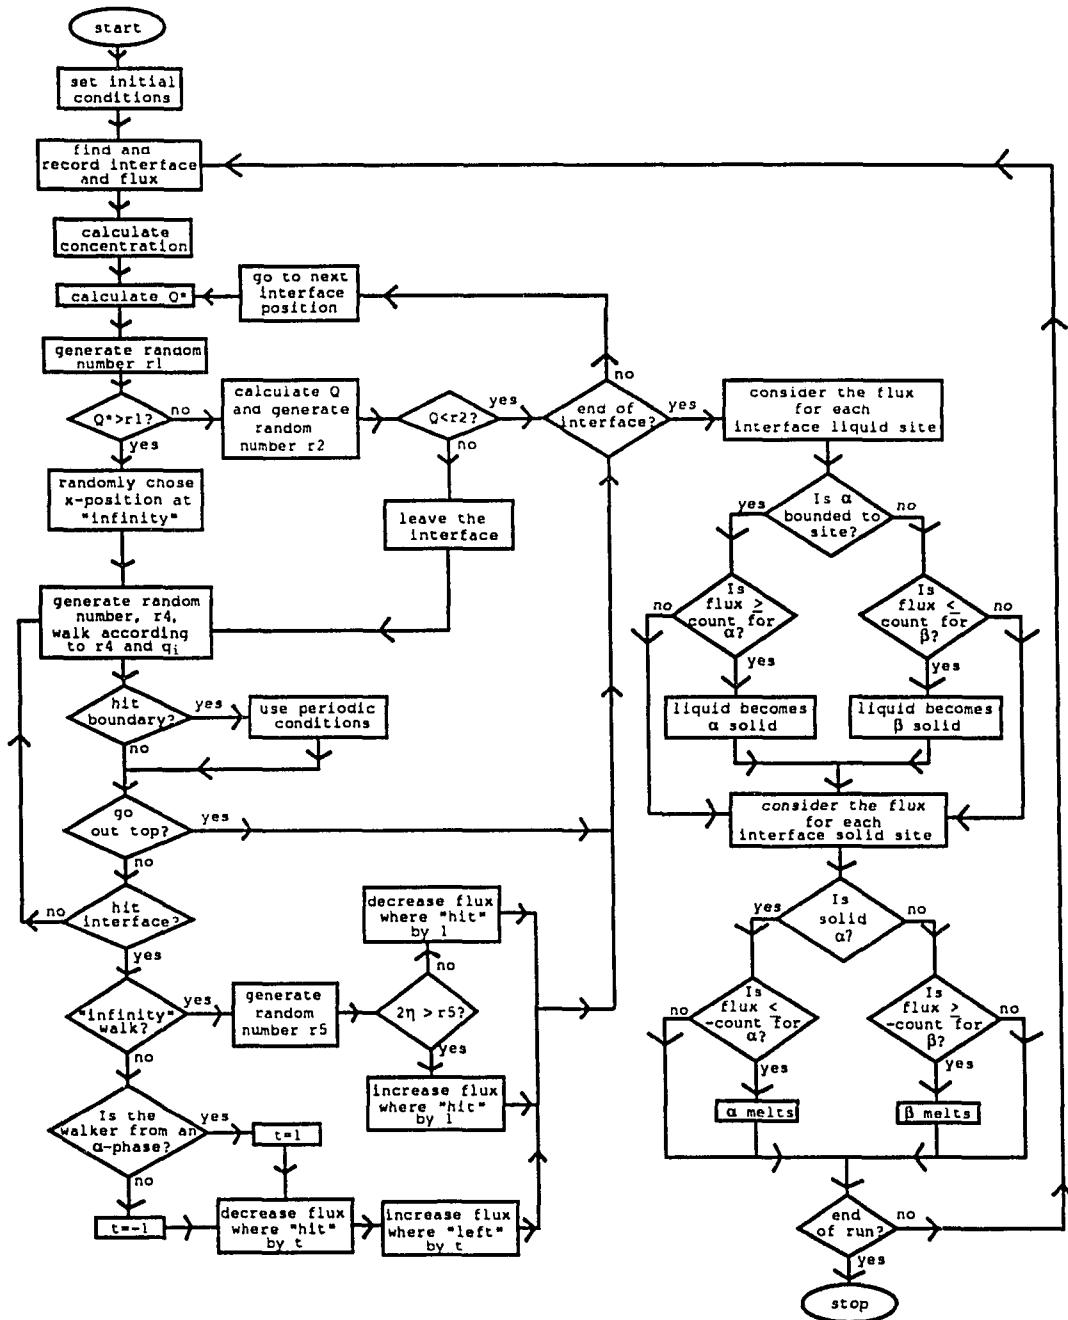 start
set initial
conditions
find and
record interface
and flux
calculate
concentration
calculate Q*
go to next
interface
position
generate random
number r1
Q*>r1?
no
yes
calculate Q
and generate
random
number r2
Q<r2?
yes
no
end of
interface?
no
yes
consider the flux
for each
interface liquid site
randomly chose
x-position at
"infinity"
leave the
interface
Is α
bounded to
site?
yes
no
generate random
number, r4,
walk according
to r4 and qi
Is
flux ≥
count for
α?
no
yes
Is
flux ≤
count for
β?
no
yes
hit
boundary?
yes
no
use periodic
conditions
liquid becomes
α solid
liquid becomes
β solid
go
out top?
yes
no
consider the flux
for each
interface solid site
hit
interface?
no
yes
decrease flux
where "hit"
by 1
Is
solid
α?
yes
no
"infinity"
walk?
yes
no
generate
random
number r5
2η > r5?
no
yes
increase flux
where "hit"
by 1
Is
flux ≤
-count for
α?
no
yes
Is
flux ≥
-count for
β?
no
yes
α melts
β melts
Is the
walker from an
α-phase?
yes
no
t=1
t=-1
decrease flux
where "hit"
by t
increase flux
where "left"
by t
end
of run?
no
yes
stop